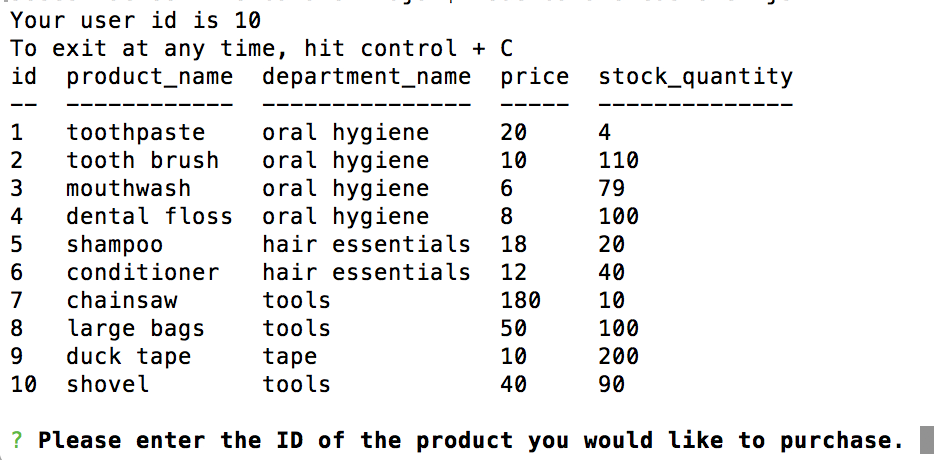 Your user id is 10
To exit at any time, hit control + C
id  product_name  department_name  price  stock_quantity
--  ------------  ---------------  -----  --------------
1   toothpaste    oral hygiene     20     4
2   tooth brush   oral hygiene     10     110
3   mouthwash     oral hygiene     6      79
4   dental floss  oral hygiene     8      100
5   shampoo       hair essentials  18     20
6   conditioner   hair essentials  12     40
7   chainsaw      tools            180    10
8   large bags    tools            50     100
9   duck tape     tape             10     200
10  shovel        tools            40     90
? Please enter the ID of the product you would like to purchase.